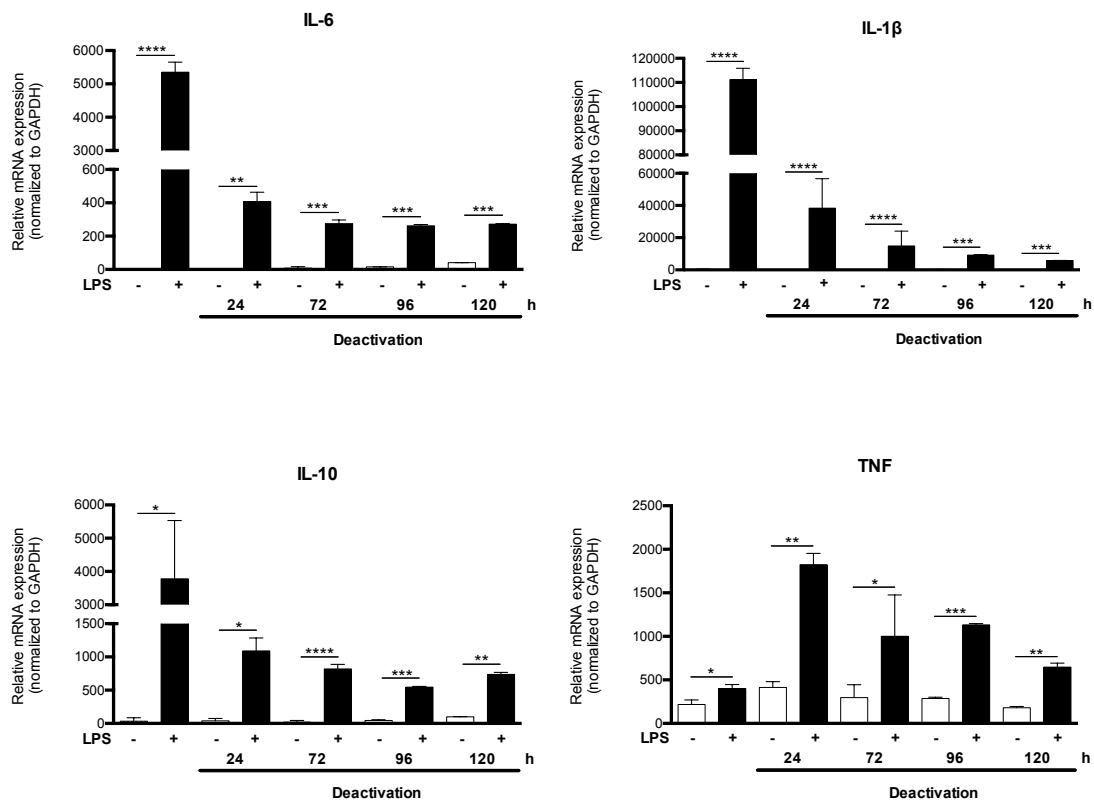 IL-6
Relative mRNA expression
(normalized to GAPDH)
6000
5000
4000
3000
600
400
200
0
****
**
***
***
***
LPS - + - + - + - + - +
24 72 96 120 h
Deactivation
IL-1β
Relative mRNA expression
(normalized to GAPDH)
120000
110000
100000
90000
80000
60000
40000
20000
0
****
****
****
***
***
LPS - + - + - + - + - +
24 72 96 120 h
Deactivation
IL-10
Relative mRNA expression
(normalized to GAPDH)
6000
5000
4000
3000
1500
1000
500
0
*
*
****
***
**
LPS - + - + - + - + - +
24 72 96 120 h
Deactivation
TNF
Relative mRNA expression
(normalized to GAPDH)
2500
2000
1500
1000
500
0
*
**
*
***
**
LPS - + - + - + - + - +
24 72 96 120 h
Deactivation